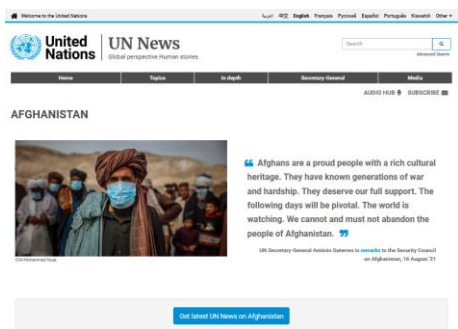 Welcome to the United Nations
العربية 中文 English Français Русский Español Português Kiswahili Other
United Nations
UN News
Global perspective Human stories
Search
Advanced Search
Home Topics In depth Secretary-General Media
AUDIO HUB SUBSCRIBE
AFGHANISTAN
“ Afghans are a proud people with a rich cultural
heritage. They have known generations of war
and hardship. They deserve our full support. The
following days will be pivotal. The world is
watching. We cannot and must not abandon the
people of Afghanistan. ”
UN Secretary-General António Guterres in remarks to the Security Council
on Afghanistan, 16 August '21
Get latest UN News on Afghanistan